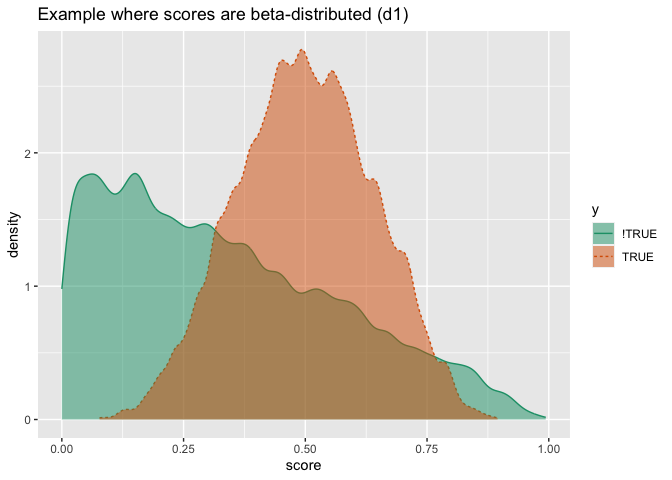 Example where scores are beta-distributed (d1)
density
2
1
0
0.00 0.25 0.50 0.75 1.00
score
y
!TRUE
TRUE